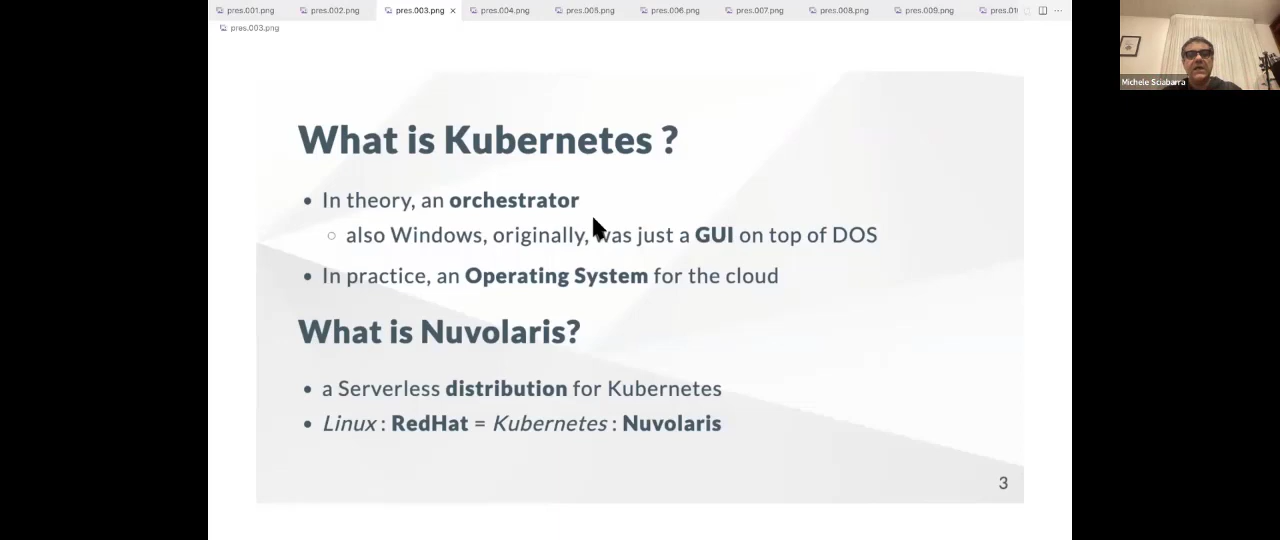 pres.001.png pres.002.png pres.003.png × pres.004.png pres.005.png pres.006.png pres.007.png pres.008.png pres.009.png
pres.003.png
Michele Sciabarra
What is Kubernetes ?
• In theory, an orchestrator
○ also Windows, originally, was just a GUI on top of DOS
• In practice, an Operating System for the cloud
What is Nuvolaris?
• a Serverless distribution for Kubernetes
• Linux : RedHat = Kubernetes : Nuvolaris
3